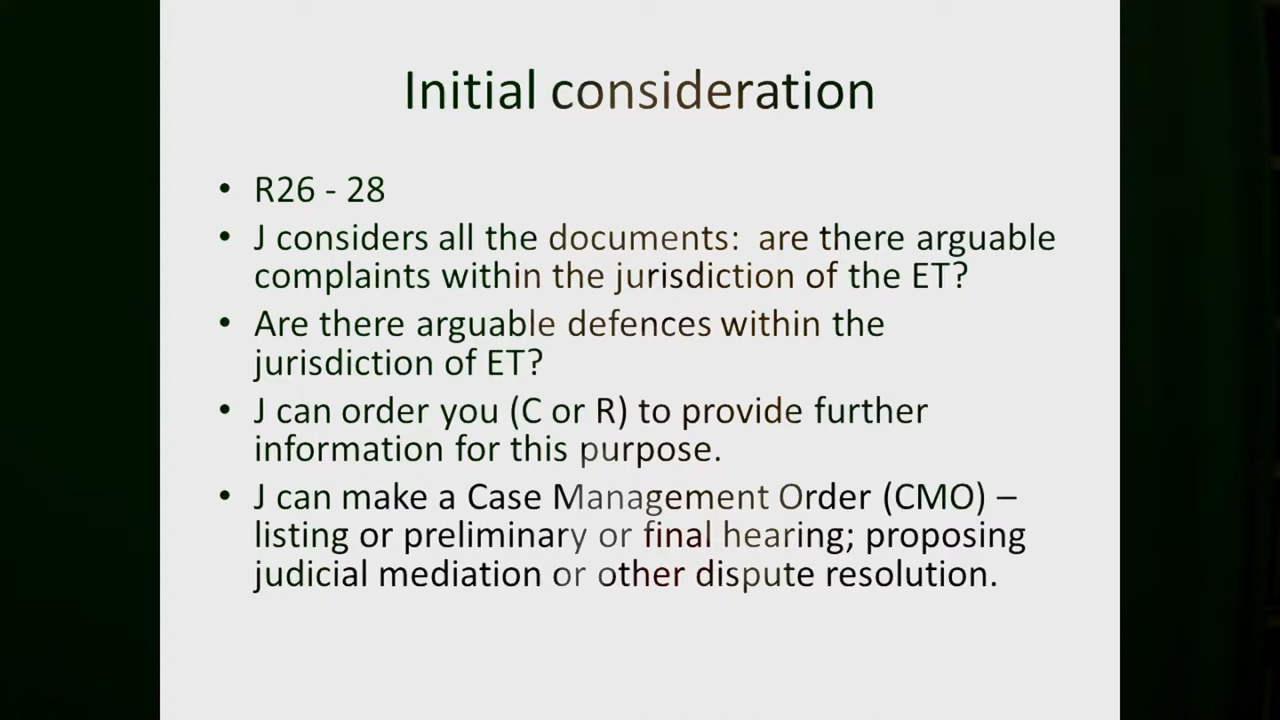 Initial consideration
• R26 - 28
• J considers all the documents:  are there arguable
complaints within the jurisdiction of the ET?
• Are there arguable defences within the
jurisdiction of ET?
• J can order you (C or R) to provide further
information for this purpose.
• J can make a Case Management Order (CMO) –
listing or preliminary or final hearing; proposing
judicial mediation or other dispute resolution.